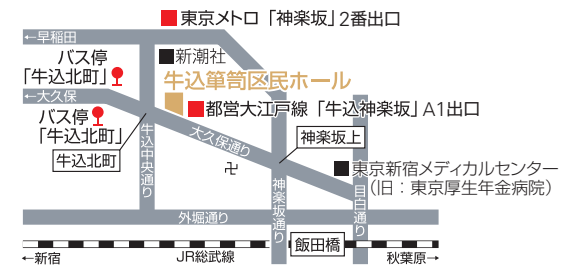 東京メトロ「神楽坂」2番出口
←早稲田
バス停
「牛込北町」
新潮社
牛込箪笥区民ホール
←大久保
バス停
「牛込北町」
都営大江戸線「牛込神楽坂」A1出口
大久保通り
神楽坂上
牛込北町
牛込中央通り
卍
東京新宿メディカルセンター
（旧：東京厚生年金病院）
神楽坂通り
目白通り
外堀通り
飯田橋
←新宿
JR総武線
秋葉原→